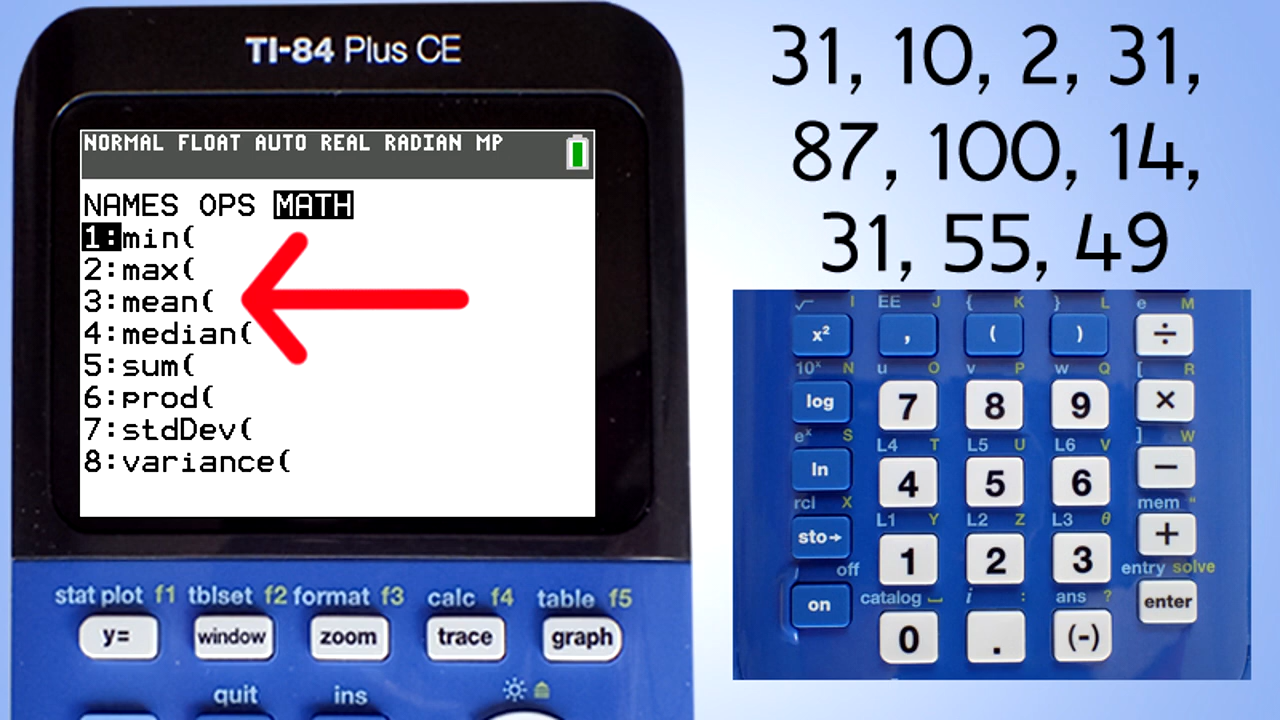 TI-84 Plus CE
NORMAL FLOAT AUTO REAL RADIAN MP
NAMES OPS MATH
1:min(
2:max(
3:mean(
4:median(
5:sum(
6:prod(
7:stdDev(
8:variance(
stat plot f1 tblset f2 format f3 calc f4 table f5
y= window zoom trace graph
quit ins
31, 10, 2, 31,
87, 100, 14,
31, 55, 49
√ I EE J { K } L e M
x² , ( ) ÷
10ˣ N u O v P w Q [ R
log 7 8 9 ×
eˣ S L4 T L5 U L6 V ] W
ln 4 5 6 −
rcl X L1 Y L2 Z L3 θ mem "
sto→ 1 2 3 +
off catalog ⎵ i : ans ? entry solve
on 0 . (-) enter